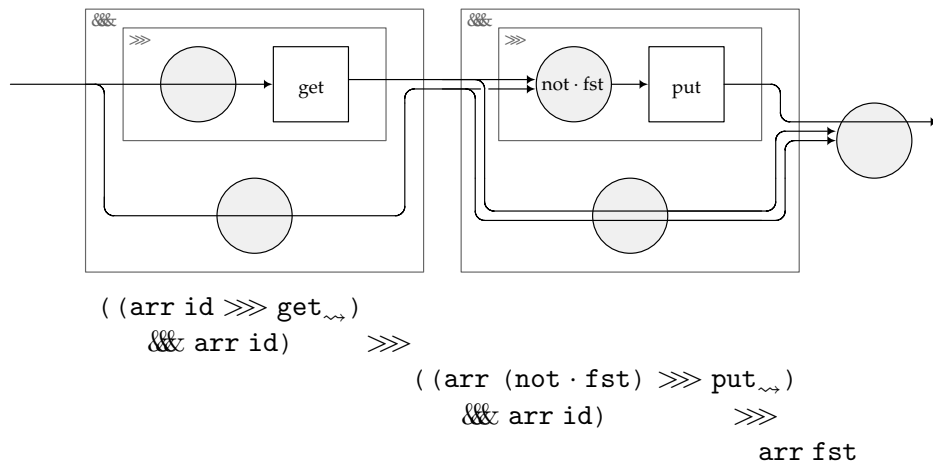 &&& &&&
>>> >>>
get not · fst put
((arr id >>> get⇝)
&&& arr id) >>>
((arr (not · fst) >>> put⇝)
&&& arr id) >>>
arr fst